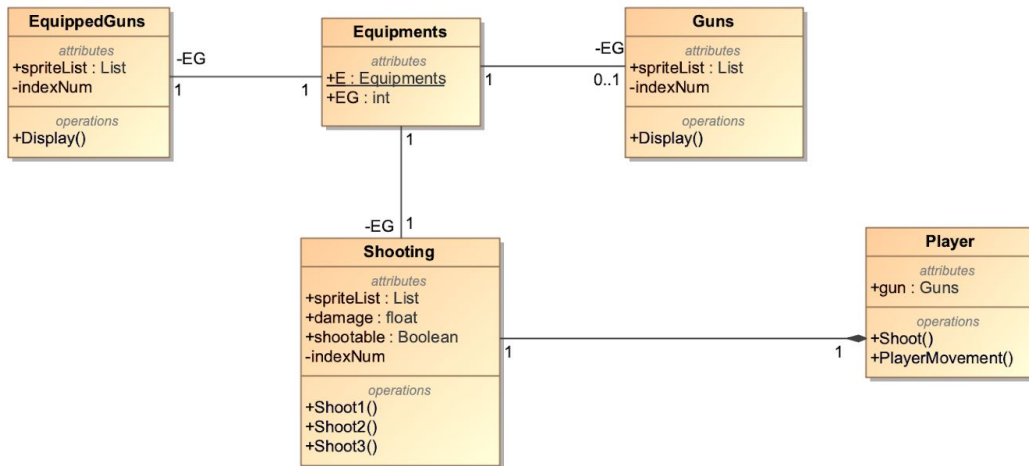 EquippedGuns
attributes
+spriteList : List
-indexNum
operations
+Display()
-EG
1
1
Equipments
attributes
+E : Equipments
+EG : int
1
-EG
0..1
Guns
attributes
+spriteList : List
-indexNum
operations
+Display()
1
-EG
1
Shooting
attributes
+spriteList : List
+damage : float
+shootable : Boolean
-indexNum
operations
+Shoot1()
+Shoot2()
+Shoot3()
1
1
Player
attributes
+gun : Guns
operations
+Shoot()
+PlayerMovement()